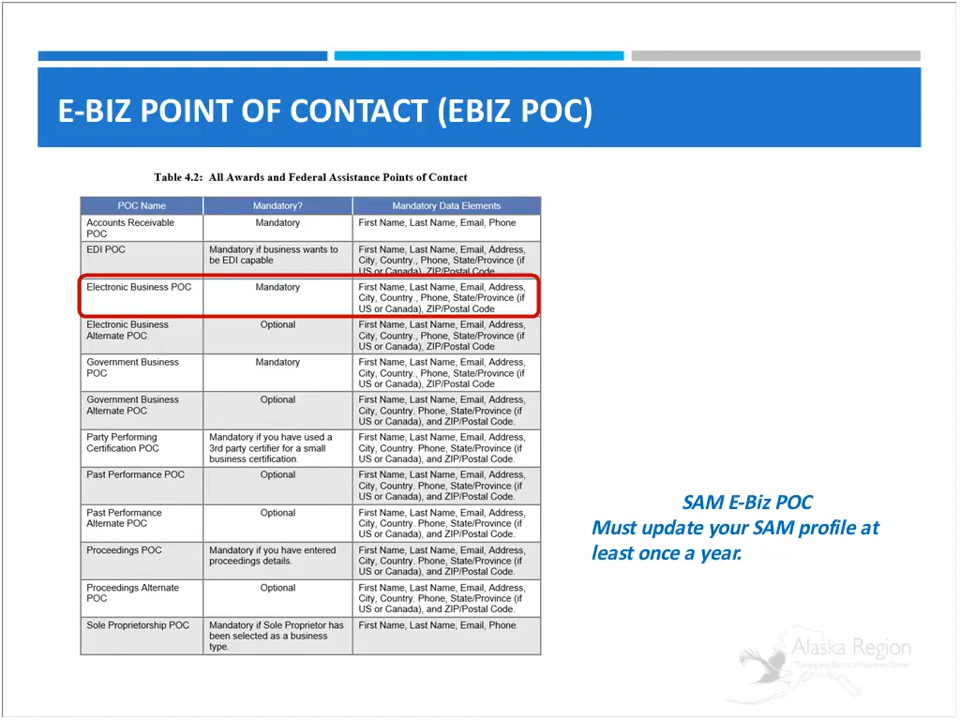 E-BIZ POINT OF CONTACT (EBIZ POC)
Table 4.2: All Awards and Federal Assistance Points of Contact
POC Name Mandatory? Mandatory Data Elements
Accounts Receivable
POC
Mandatory
First Name, Last Name, Email, Phone
EDI POC
Mandatory if business wants to
be EDI capable
First Name, Last Name, Email, Address,
City, Country., Phone, State/Province (if
US or Canada), ZIP/Postal Code
Electronic Business POC
Mandatory
First Name, Last Name, Email, Address,
City, Country., Phone, State/Province (if
US or Canada), ZIP/Postal Code
Electronic Business
Alternate POC
Optional
First Name, Last Name, Email, Address,
City, Country., Phone, State/Province (if
US or Canada), ZIP/Postal Code
Government Business
POC
Mandatory
First Name, Last Name, Email, Address,
City, Country., Phone, State/Province (if
US or Canada), ZIP/Postal Code
Government Business
Alternate POC
Optional
First Name, Last Name, Email, Address,
City, Country. Phone, State/Province (if
US or Canada), and ZIP/Postal Code.
Party Performing
Certification POC
Mandatory if you have used a
3rd party certifier for a small
business certification.
First Name, Last Name, Email, Address,
City, Country. Phone, State/Province (if
US or Canada), and ZIP/Postal Code.
Past Performance POC
Optional
First Name, Last Name, Email, Address,
City, Country. Phone, State/Province (if
US or Canada), and ZIP/Postal Code.
Past Performance
Alternate POC
Optional
First Name, Last Name, Email, Address,
City, Country. Phone, State/Province (if
US or Canada), and ZIP/Postal Code.
Proceedings POC
Mandatory if you have entered
proceedings details.
First Name, Last Name, Email, Address,
City, Country. Phone, State/Province (if
US or Canada), and ZIP/Postal Code.
Proceedings Alternate
POC
Optional
First Name, Last Name, Email, Address,
City, Country. Phone, State/Province (if
US or Canada), and ZIP/Postal Code.
Sole Proprietorship POC
Mandatory if Sole Proprietor has
been selected as a business
type.
First Name, Last Name, Email, Phone
SAM E-Biz POC
Must update your SAM profile at
least once a year.
Alaska Region